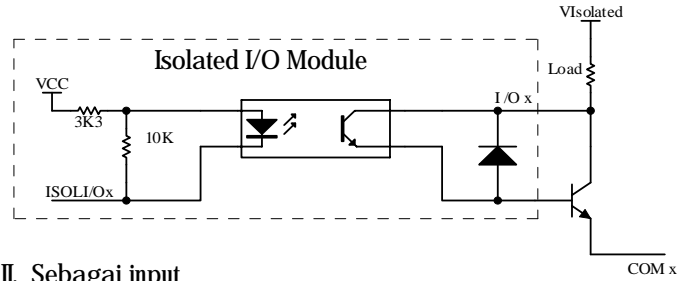 VIsolated
Isolated I/O Module
Load
VCC
I/O x
3K3
10K
ISOLI/Ox
COM x
II. Sebagai input